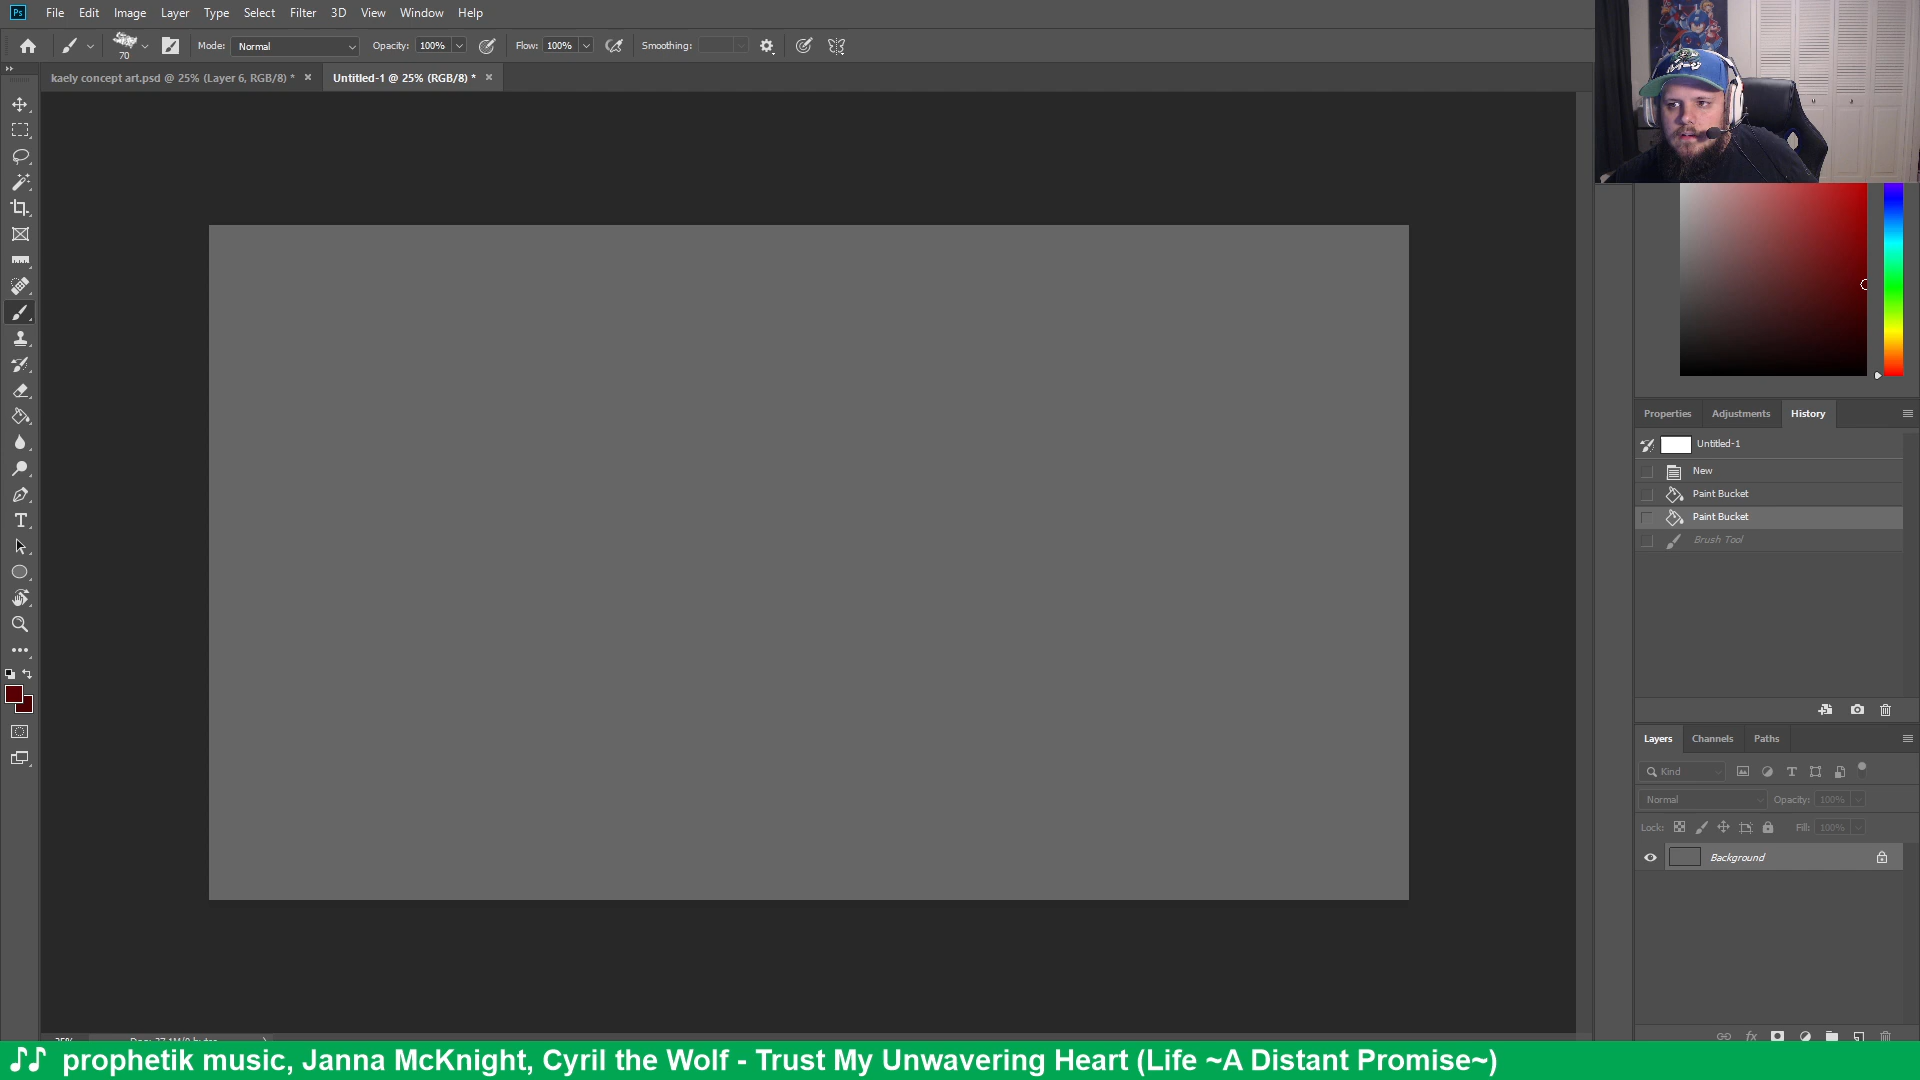 Ps File Edit Image Layer Type Select Filter 3D View Window Help
70 Mode: Normal Opacity: 100% Flow: 100% Smoothing:
kaely concept art.psd @ 25% (Layer 6, RGB/8) * × Untitled-1 @ 25% (RGB/8) * ×
Properties Adjustments History
Untitled-1
New
Paint Bucket
Paint Bucket
Brush Tool
Layers Channels Paths
Kind
Normal Opacity: 100%
Lock: Fill: 100%
Background
prophetik music, Janna McKnight, Cyril the Wolf - Trust My Unwavering Heart (Life ~A Distant Promise~)